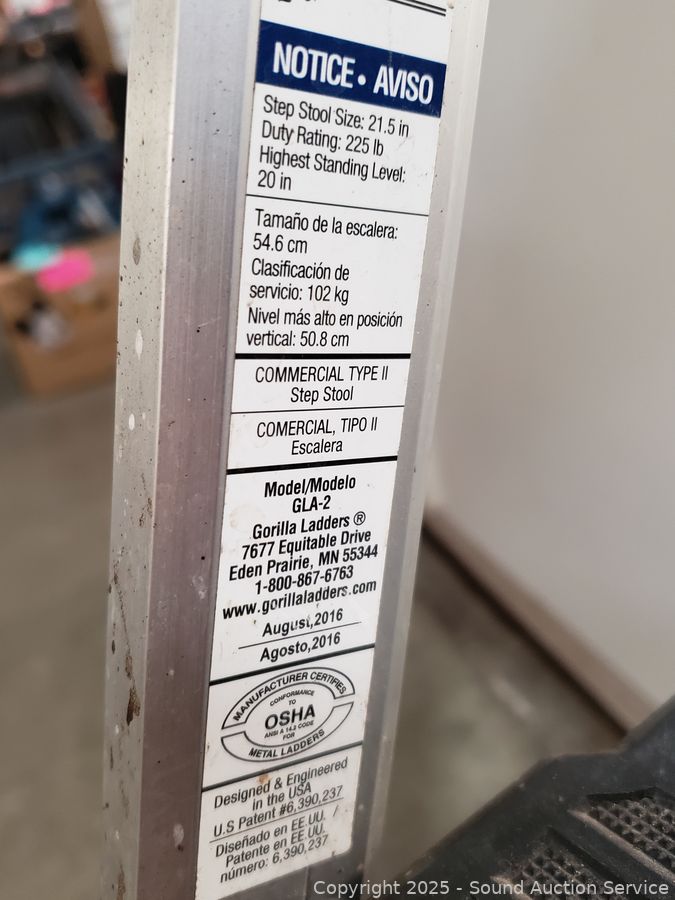 NOTICE • AVISO
Step Stool Size: 21.5 in
Duty Rating: 225 lb
Highest Standing Level:
20 in
Tamaño de la escalera:
54.6 cm
Clasificación de
servicio: 102 kg
Nivel más alto en posición
vertical: 50.8 cm
COMMERCIAL TYPE II
Step Stool
COMERCIAL, TIPO II
Escalera
Model/Modelo
GLA-2
Gorilla Ladders ®
7677 Equitable Drive
Eden Prairie, MN 55344
1-800-867-6763
www.gorillaladders.com
August,2016
Agosto,2016
MANUFACTURER CERTIFIES
CONFORMANCE
TO
OSHA
ANSI A 14.2 CODE
FOR
METAL LADDERS
Designed & Engineered
in the USA
U.S Patent #6,390,237
Diseñado en EE.UU. /
Patente en EE.UU.
número: 6,390,237
Copyright © 2025 - Sound Auction Service